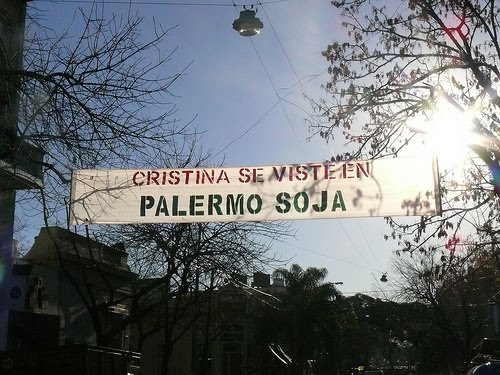 CRISTINA SE VISTE EN
PALERMO SOJA